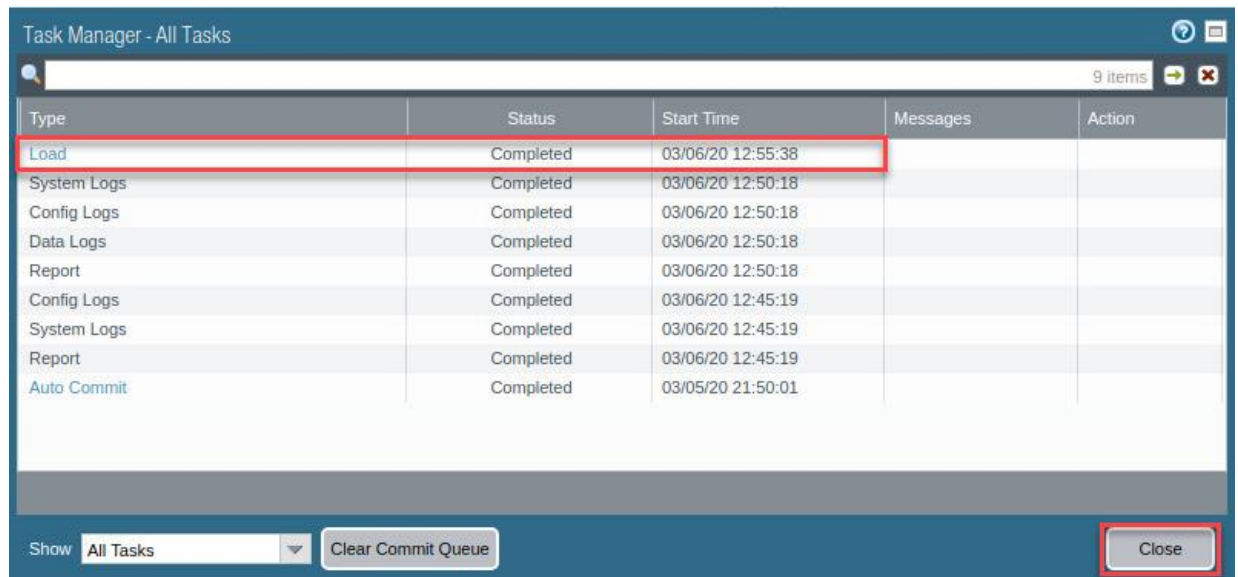 Task Manager - All Tasks
9 items
Type Status Start Time Messages Action
Load Completed 03/06/20 12:55:38
System Logs Completed 03/06/20 12:50:18
Config Logs Completed 03/06/20 12:50:18
Data Logs Completed 03/06/20 12:50:18
Report Completed 03/06/20 12:50:18
Config Logs Completed 03/06/20 12:45:19
System Logs Completed 03/06/20 12:45:19
Report Completed 03/06/20 12:45:19
Auto Commit Completed 03/05/20 21:50:01
Show All Tasks Clear Commit Queue Close